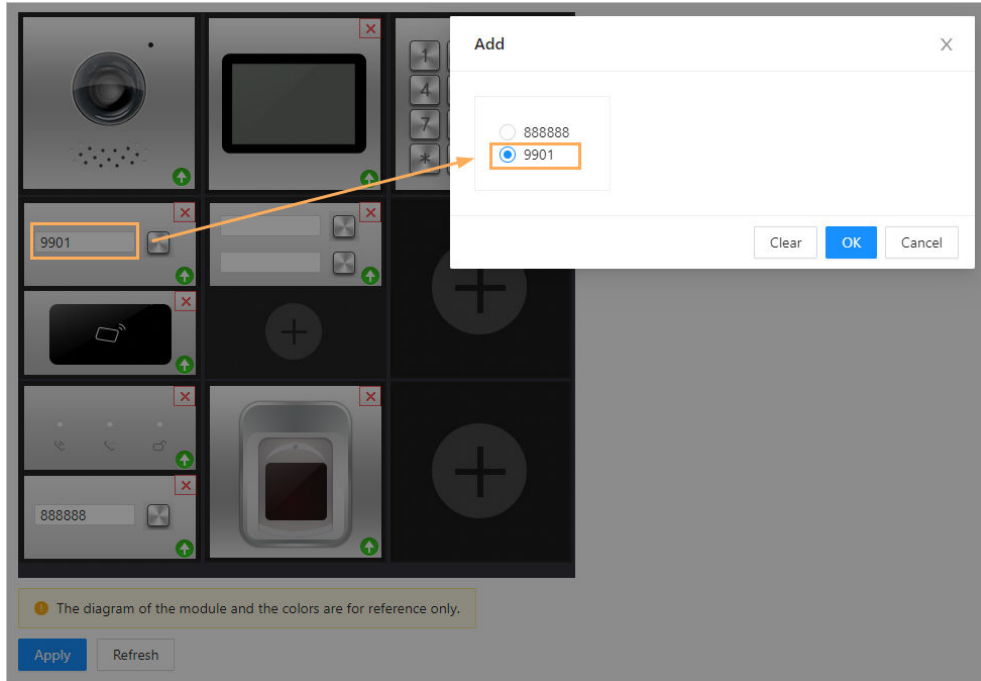 Add
888888
9901
Clear
OK
Cancel
1
4
7
*
9901
888888
The diagram of the module and the colors are for reference only.
Apply
Refresh